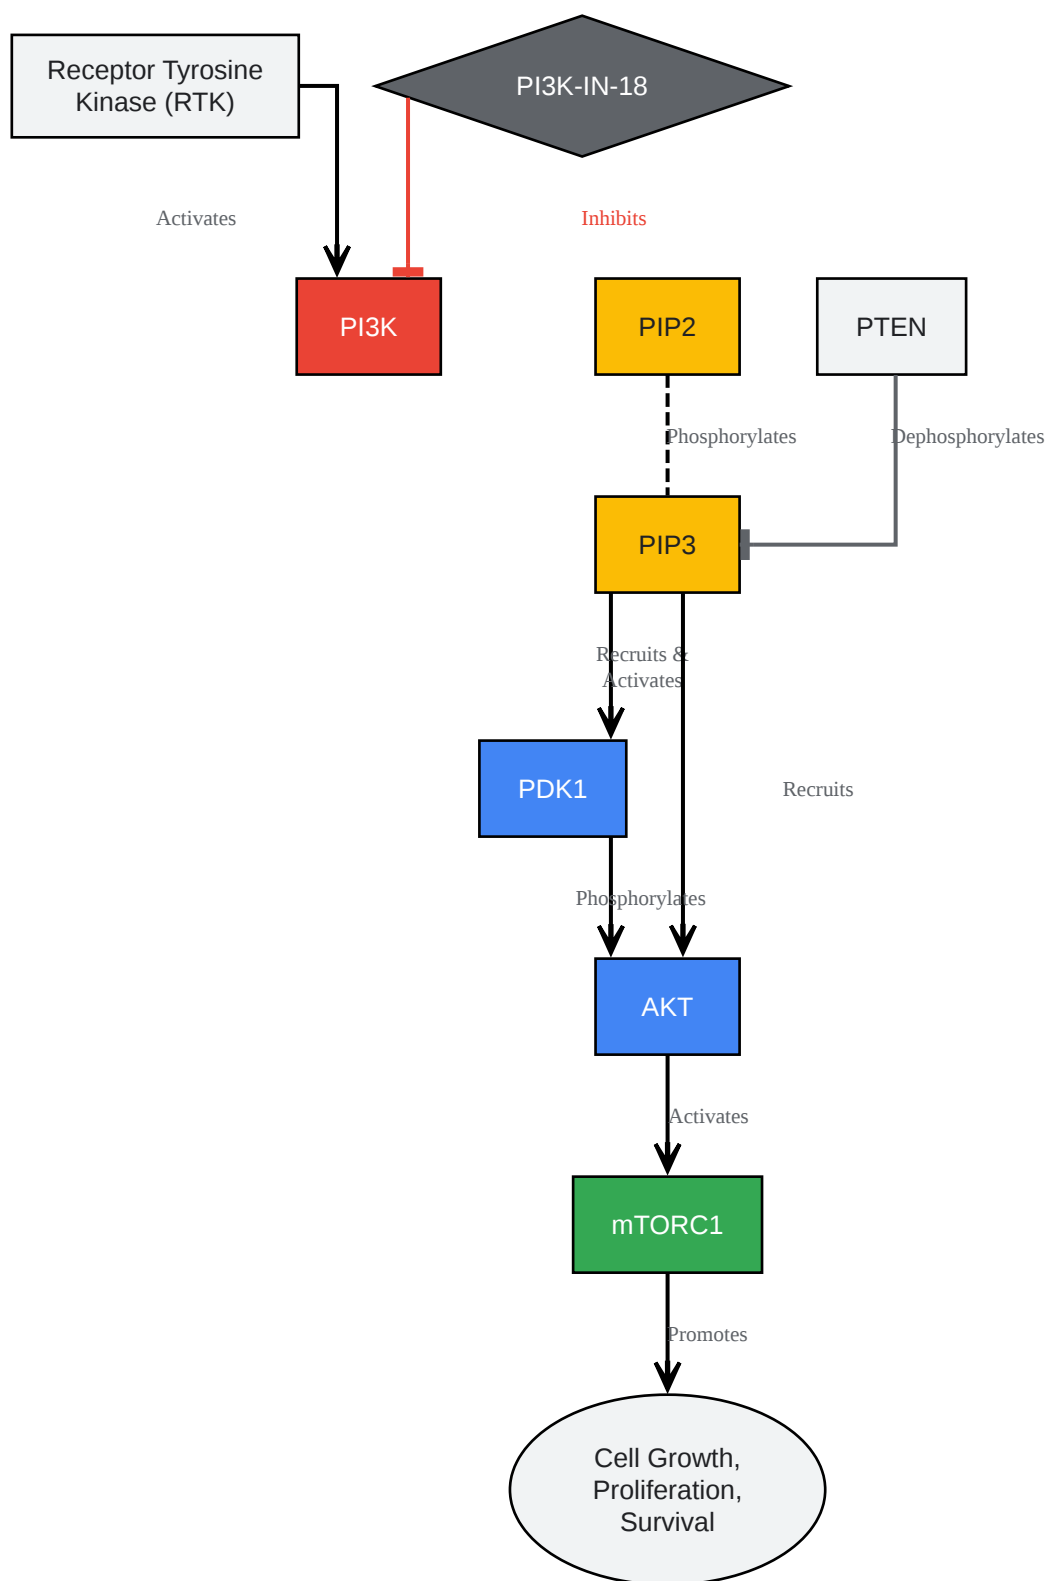 Receptor Tyrosine
Kinase (RTK)
PI3K-IN-18
Activates
Inhibits
PI3K
PIP2
PTEN
Phosphorylates
Dephosphorylates
PIP3
Recruits &
Activates
PDK1
Recruits
Phosphorylates
AKT
Activates
mTORC1
Promotes
Cell Growth,
Proliferation,
Survival